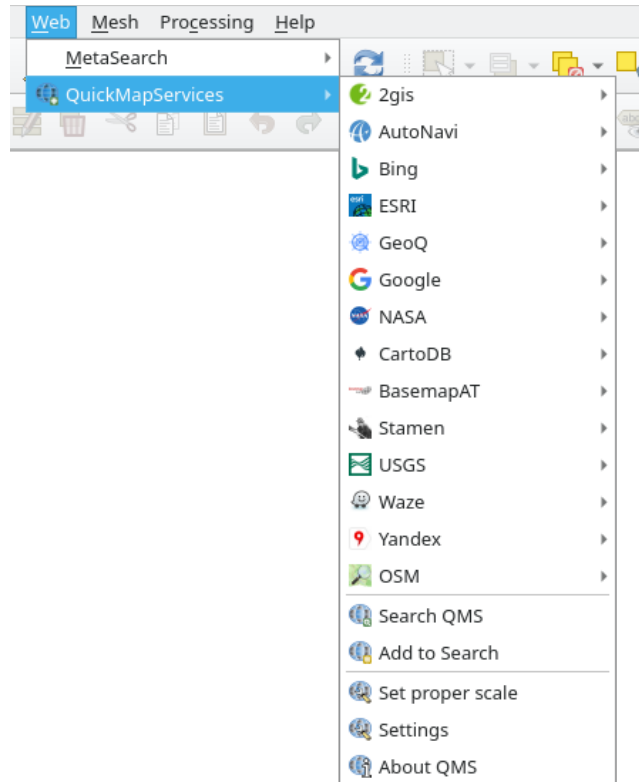 Web Mesh Processing Help
MetaSearch
QuickMapServices
2gis
AutoNavi
Bing
ESRI
GeoQ
Google
NASA
CartoDB
BasemapAT
Stamen
USGS
Waze
Yandex
OSM
Search QMS
Add to Search
Set proper scale
Settings
About QMS